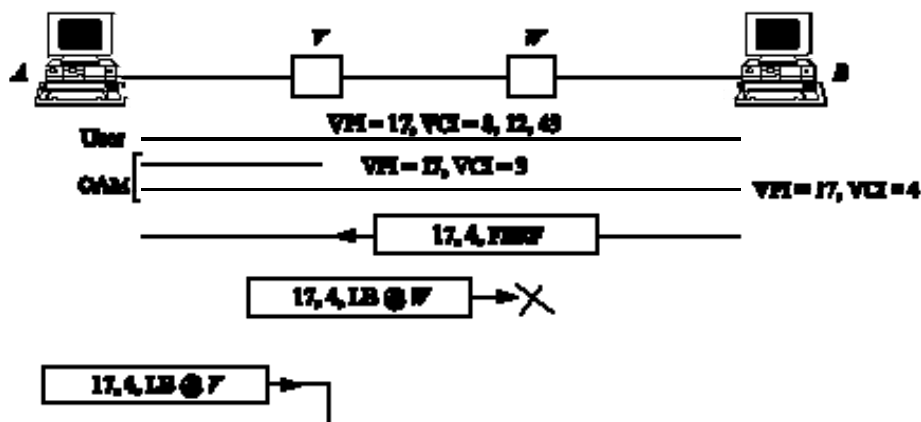 V
W
A
B
VPI = 17, VCI = 8, 12, 43
User
VPI = 17, VCI = 3
OAM
VPI = 17, VCI = 4
17, 4, FERF
17, 4, LB @ W
17, 4, LB @ V